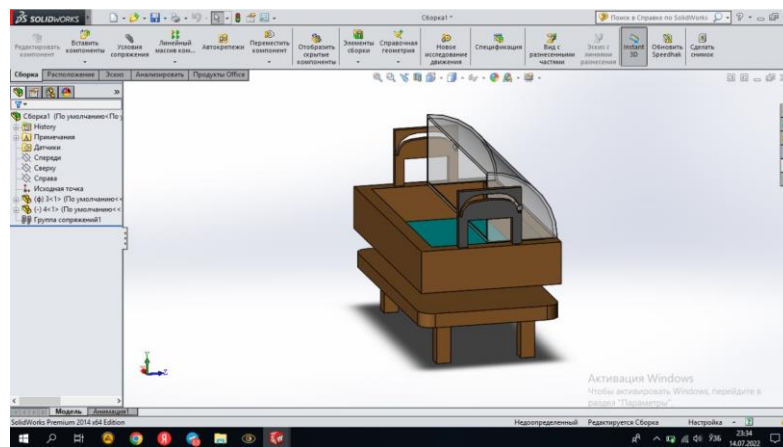 SOLIDWORKS
Сборка1 *
Поиск в Справке по SolidWorks
Редактировать компонент
Вставить компоненты
Условия сопряжения
Линейный массив ком...
Автокрепежи
Переместить компонент
Отобразить скрытые компоненты
Элементы сборки
Справочная геометрия
Новое исследование движения
Спецификация
Вид с разнесенными частями
Эскиз с линиями разнесения
Instant 3D
Обновить Speedpak
Сделать снимок
Сборка Расположение Эскиз Анализировать Продукты Office
Сборка1 (По умолчанию<По у
History
Примечания
Датчики
Спереди
Сверху
Справа
Исходная точка
(ф) 3<1> (По умолчанию<<
(-) 4<1> (По умолчанию<<
Группа сопряжений1
Активация Windows
Чтобы активировать Windows, перейдите в
раздел "Параметры".
Модель Анимация1
SolidWorks Premium 2014 x64 Edition
Недоопределенный Редактируется Сборка Настройка
23:34
14.07.2022